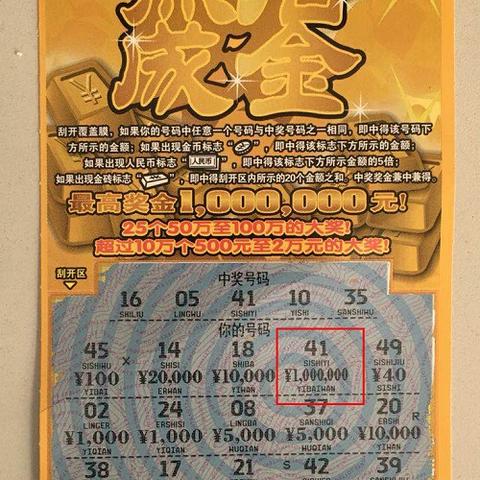 成金
刮开覆盖膜，如果你的号码中任意一个号码与中奖号码之一相同，即中得该号码下
方所示的金额；如果出现金币标志“ ”，即中得该标志下方所示的金额；
如果出现人民币标志“人民币”，即中得该标志下方所示金额的5倍；
如果出现金砖标志“ ”，即中得刮开区内所示的20个金额之和。中奖奖金兼中兼得。
最高奖金1,000,000元！
25个50万至100万的大奖！
超过10万个500元至2万元的大奖！
刮开区
中奖号码
16 05 41 10 35
SHILIU LINGWU SISHIYI YISHI SANSHIWU
你的号码
45 × 14 18 41 49
SISHIWU SHISI SHIBA SISHIYI SISHIJIU
¥100 ¥20,000 ¥10,000 ¥1,000,000 ¥40
YIBAI ERWAN YIWAN YIBAIWAN SISHI
02 24 08 37 20 R
LINGER ERSHISI LINGBA SANSHIQI ERSHI
¥1,000 ¥1,000 ¥5,000 ¥5,000 ¥10,000
YIQIAN YIQIAN WUQIAN WUQIAN YIWAN
38 17 21 S 42 39